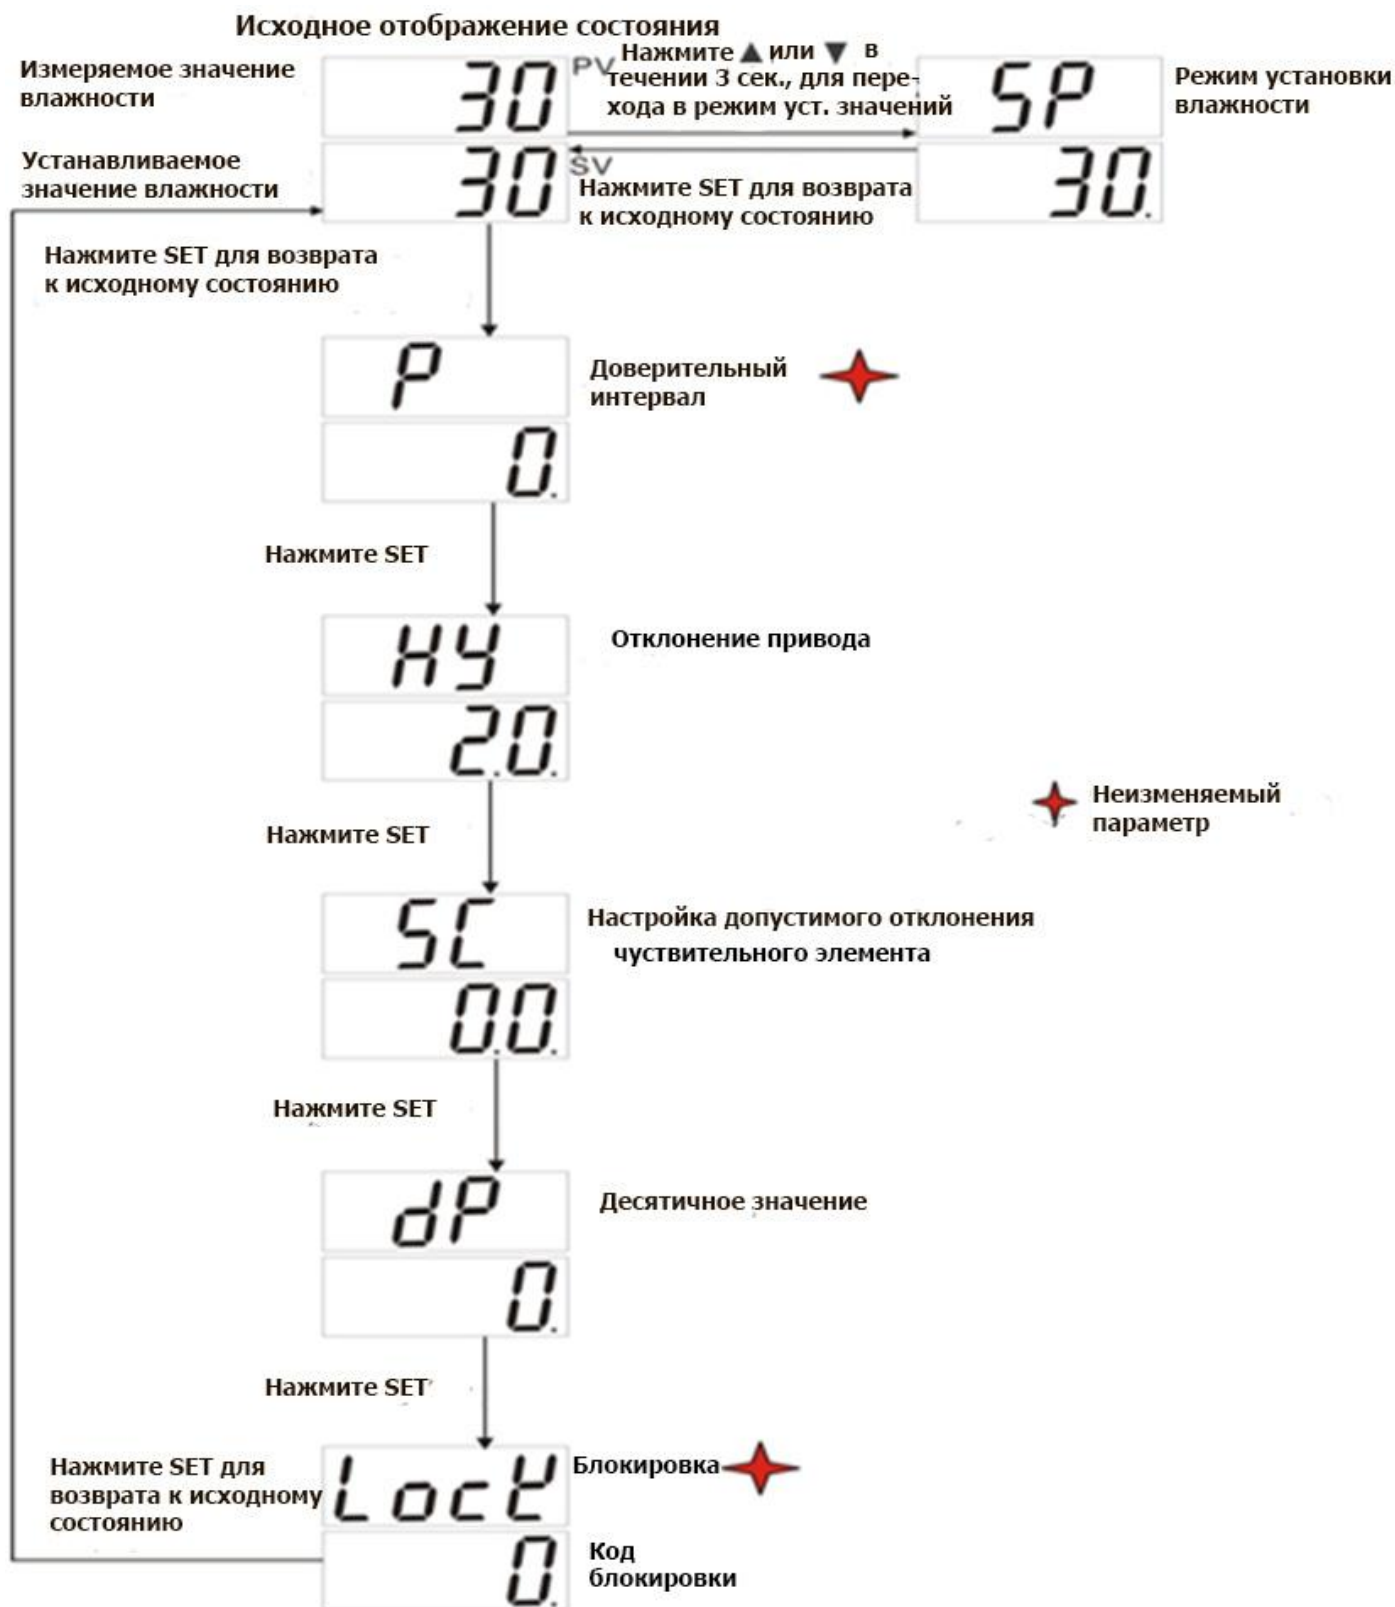 Исходное отображение состояния
Измеряемое значение
влажности
30
PV
Нажмите ▲ или ▼ в
течении 3 сек., для пере-
хода в режим уст. значений
SP
Режим установки
влажности
Устанавливаемое
значение влажности
30
SV
Нажмите SET для возврата
к исходному состоянию
30.
Нажмите SET для возврата
к исходному состоянию
P
Доверительный
интервал
0.
Нажмите SET
HY
Отклонение привода
2.0.
Неизменяемый
параметр
Нажмите SET
SC
Настройка допустимого отклонения
чуствительного элемента
0.0.
Нажмите SET
dP
Десятичное значение
0.
Нажмите SET
Нажмите SET для
возврата к исходному
состоянию
LocK
Блокировка
0.
Код
блокировки